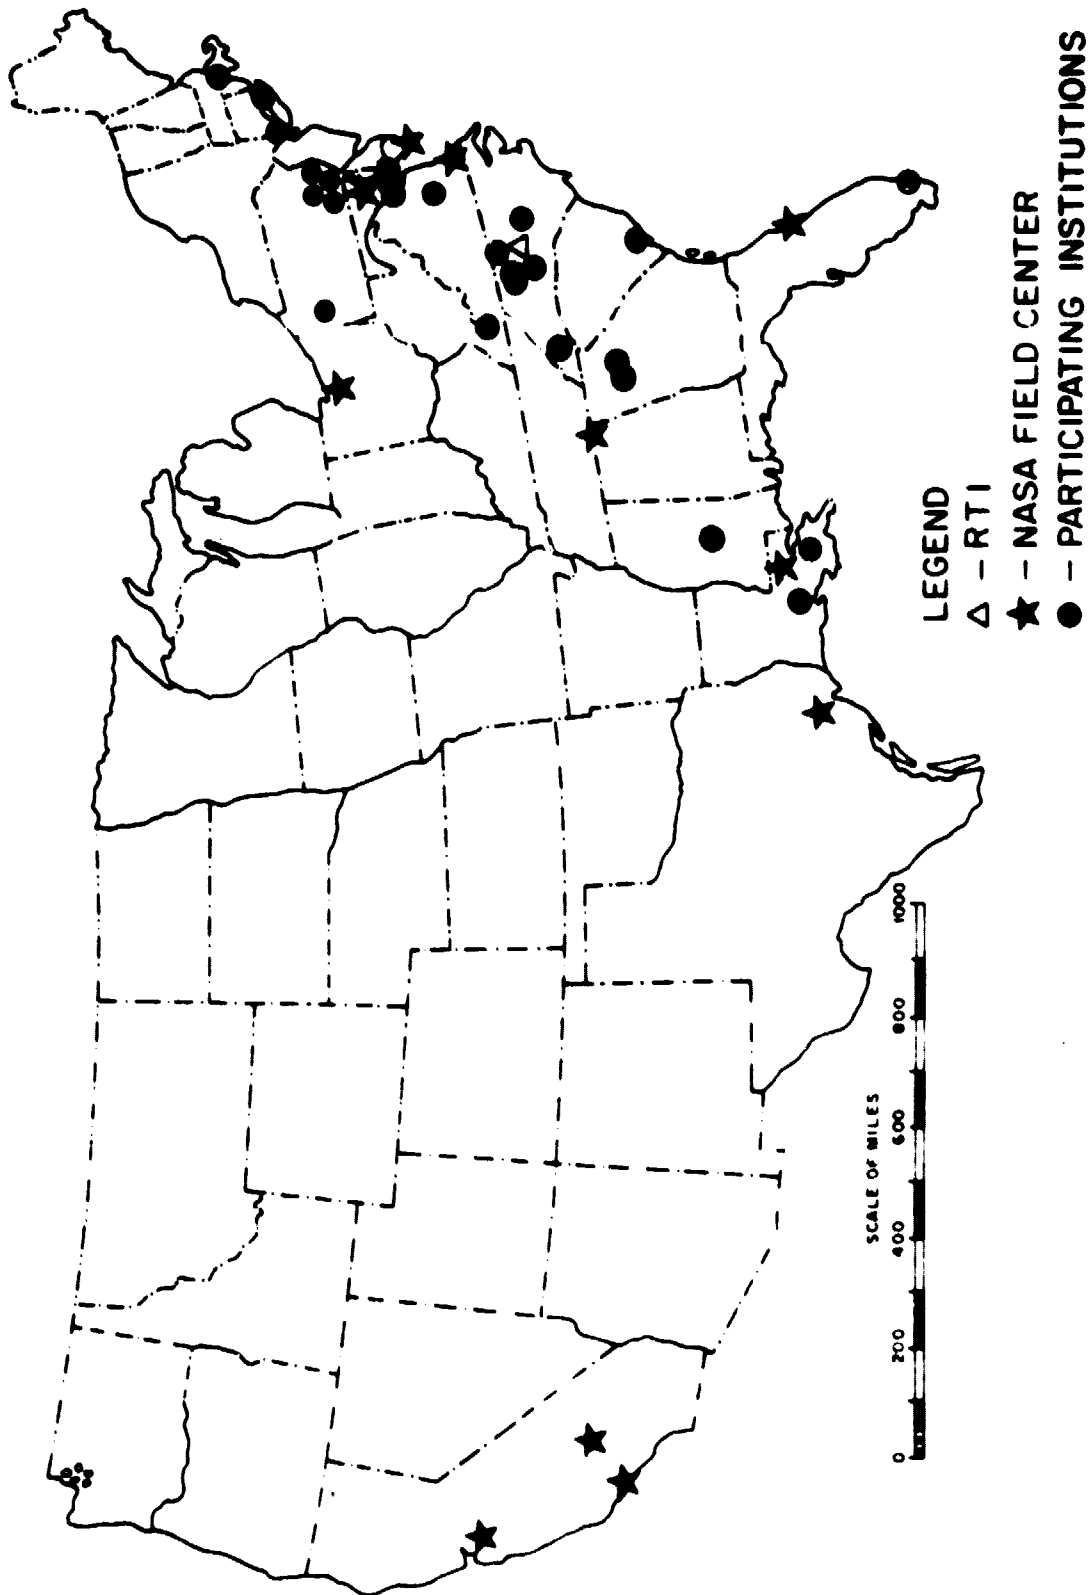 SCALE OF MILES
0 200 400 600 800 1000
LEGEND
△ – RTI
★ – NASA FIELD CENTER
● – PARTICIPATING INSTITUTIONS